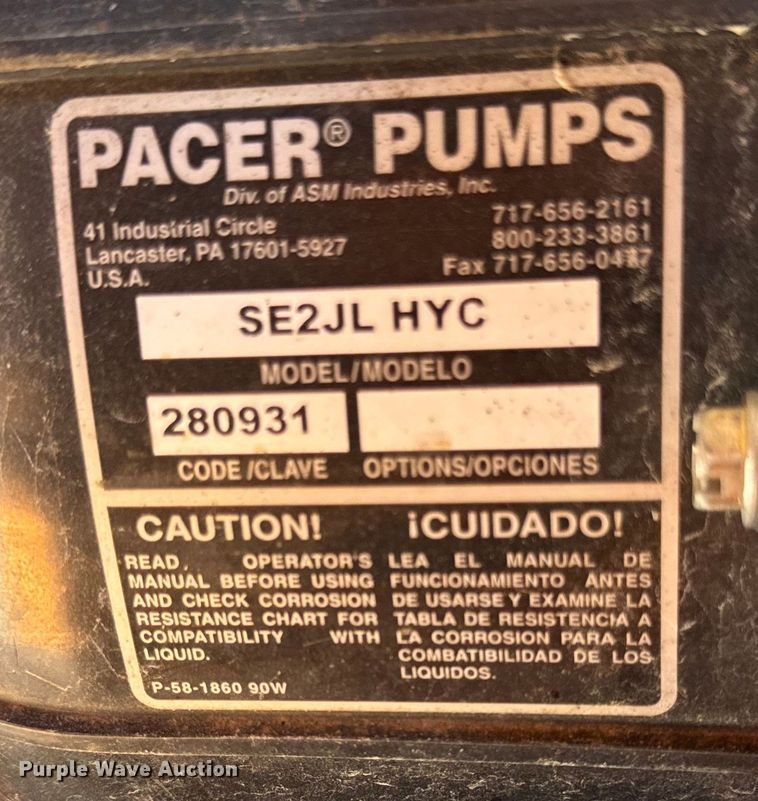 PACER® PUMPS
Div. of ASM Industries, Inc.
41 Industrial Circle
Lancaster, PA 17601-5927
U.S.A.
717-656-2161
800-233-3861
Fax
SE2JL HYC
MODEL/MODELO
280931
CODE /CLAVE
OPTIONS/OPCIONES
CAUTION!
READ. OPERATOR'S
MANUAL BEFORE USING
AND CHECK CORROSION
RESISTANCE CHART FOR
COMPATIBILITY WITH
LIQUID.
¡CUIDADO!
LEA EL MANUAL DE
FUNCIONAMIENTO ANTES
DE USARSE Y EXAMINE LA
TABLA DE RESISTENCIA A
LA CORROSION PARA LA
COMBATIBILIDAD DE LOS
LIQUIDOS.
P-58-1860 90W
Purple Wave Auction